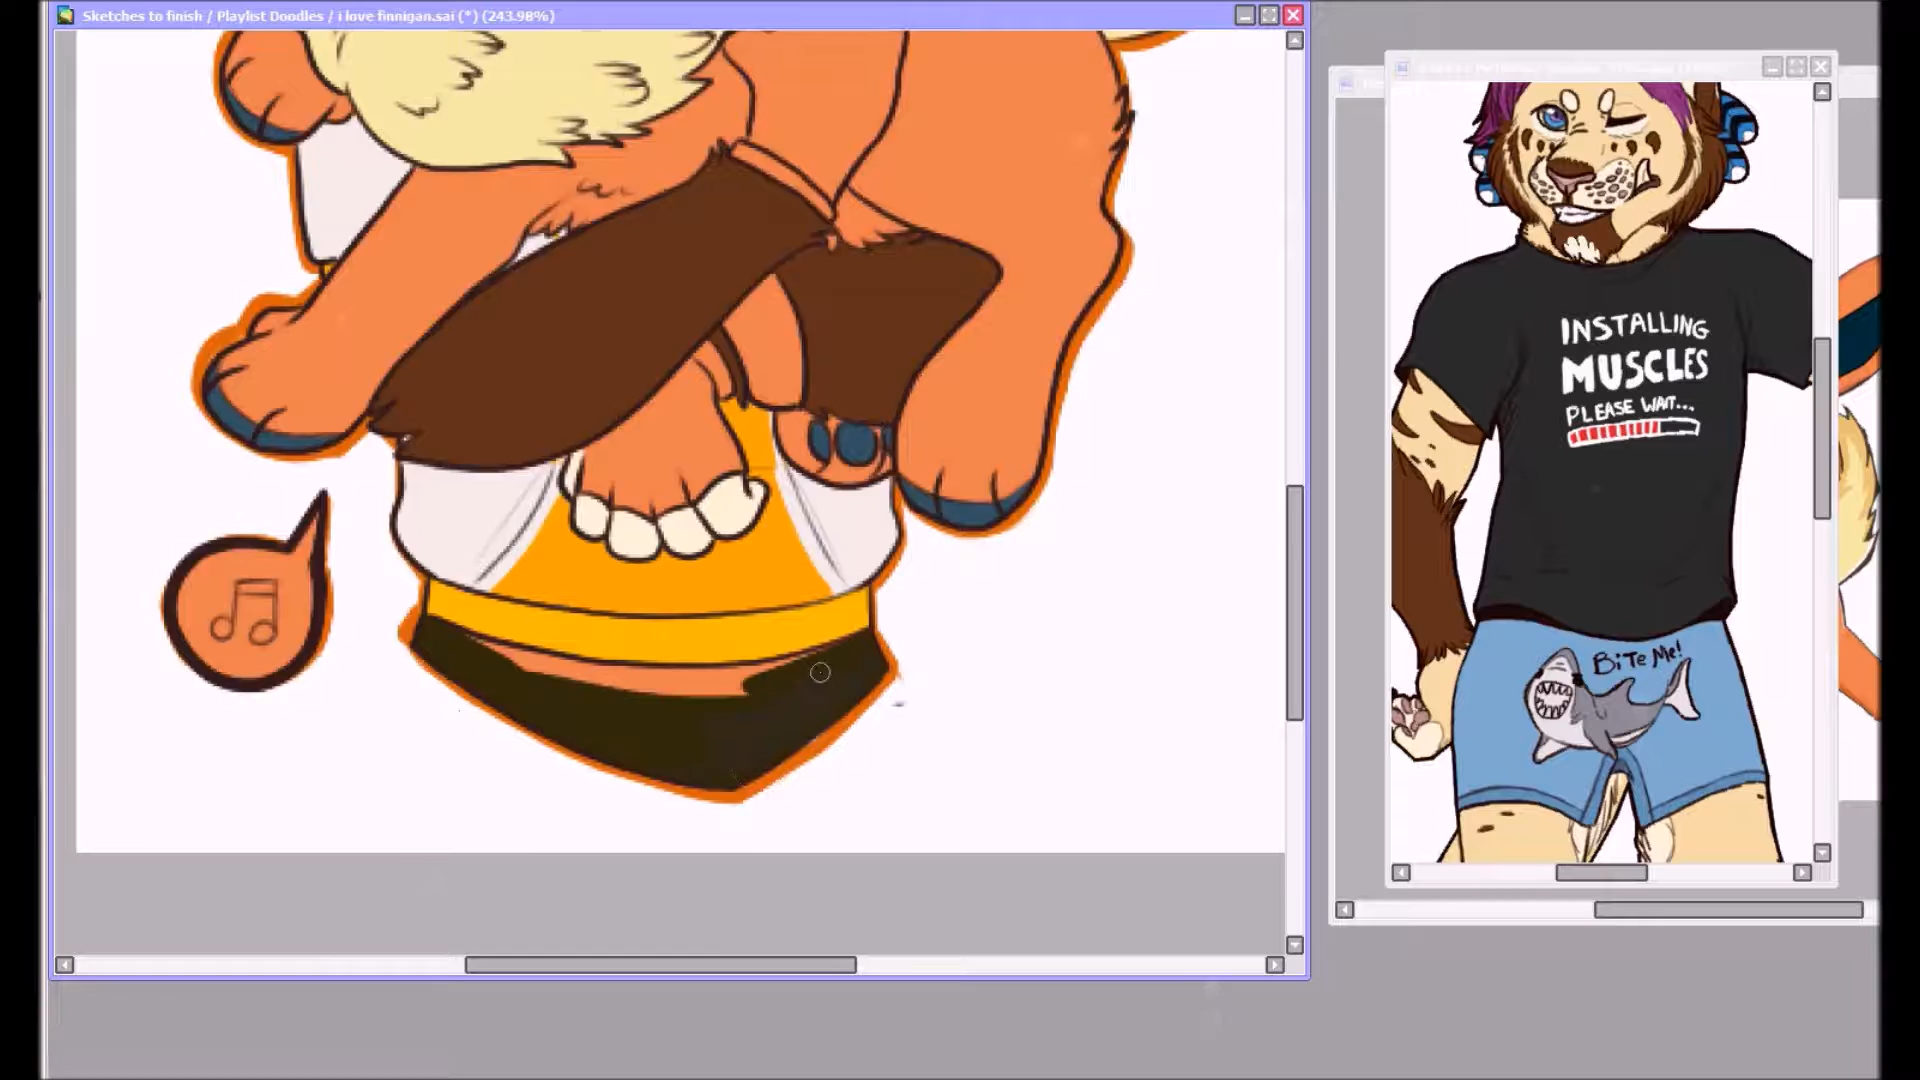 Sketches to finish / Playlist Doodles / i love finnigan.sai (*) (243.98%)
INSTALLING
MUSCLES
PLEASE WAIT...
BiTe Me!